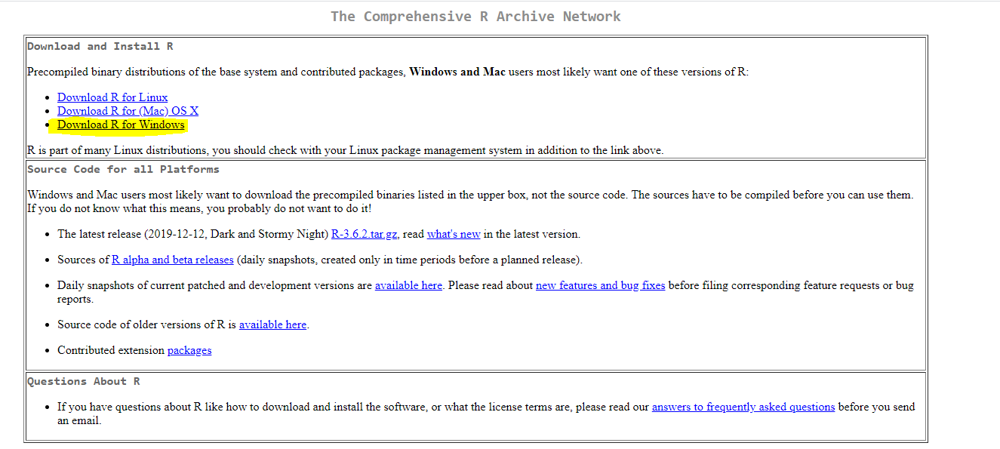 The Comprehensive R Archive Network
Download and Install R
Precompiled binary distributions of the base system and contributed packages, Windows and Mac users most likely want one of these versions of R:
• Download R for Linux
• Download R for (Mac) OS X
• Download R for Windows
R is part of many Linux distributions, you should check with your Linux package management system in addition to the link above.
Source Code for all Platforms
Windows and Mac users most likely want to download the precompiled binaries listed in the upper box, not the source code. The sources have to be compiled before you can use them.
If you do not know what this means, you probably do not want to do it!
• The latest release (2019-12-12, Dark and Stormy Night) R-3.6.2.tar.gz, read what's new in the latest version.
• Sources of R alpha and beta releases (daily snapshots, created only in time periods before a planned release).
• Daily snapshots of current patched and development versions are available here. Please read about new features and bug fixes before filing corresponding feature requests or bug
reports.
• Source code of older versions of R is available here.
• Contributed extension packages
Questions About R
• If you have questions about R like how to download and install the software, or what the license terms are, please read our answers to frequently asked questions before you send
an email.